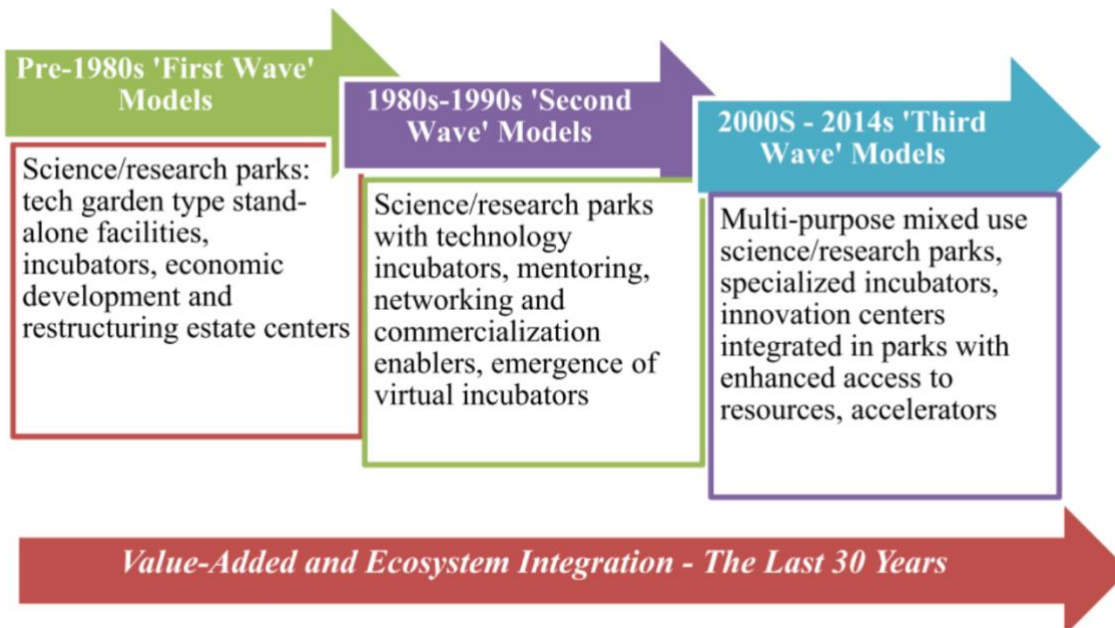 Pre-1980s 'First Wave'
Models
Science/research parks:
tech garden type stand-
alone facilities,
incubators, economic
development and
restructuring estate centers
1980s-1990s 'Second
Wave' Models
Science/research parks
with technology
incubators, mentoring,
networking and
commercialization
enablers, emergence of
virtual incubators
2000S - 2014s 'Third
Wave' Models
Multi-purpose mixed use
science/research parks,
specialized incubators,
innovation centers
integrated in parks with
enhanced access to
resources, accelerators
Value-Added and Ecosystem Integration - The Last 30 Years